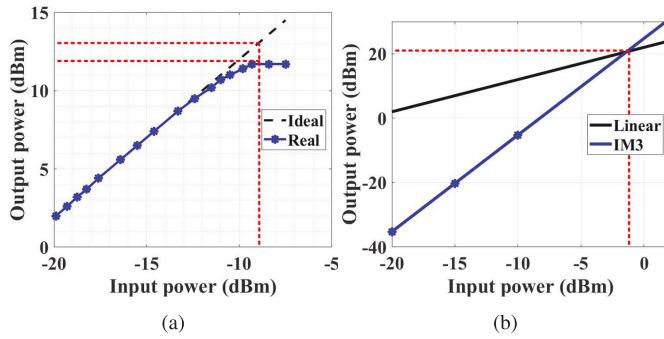 15
10
5
0
Output power (dBm)
Ideal
Real
-20
-15
-10
-5
Input power (dBm)
(a)
20
0
-20
-40
Output power (dBm)
Linear
IM3
-20
-15
-10
-5
0
Input power (dBm)
(b)